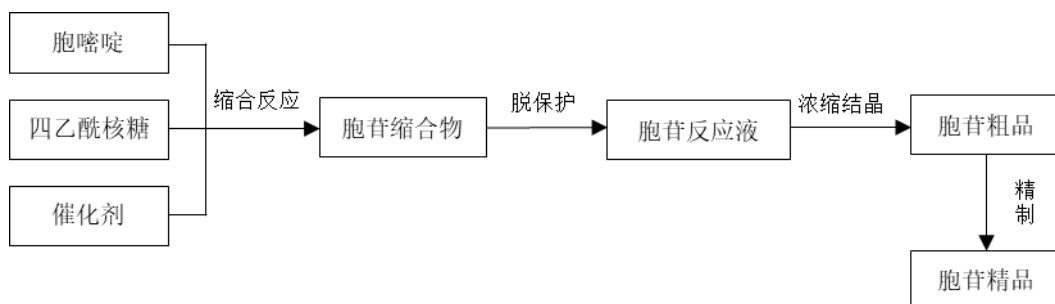 胞嘧啶
四乙酰核糖
催化剂
缩合反应
胞苷缩合物
脱保护
胞苷反应液
浓缩结晶
胞苷粗品
精制
胞苷精品